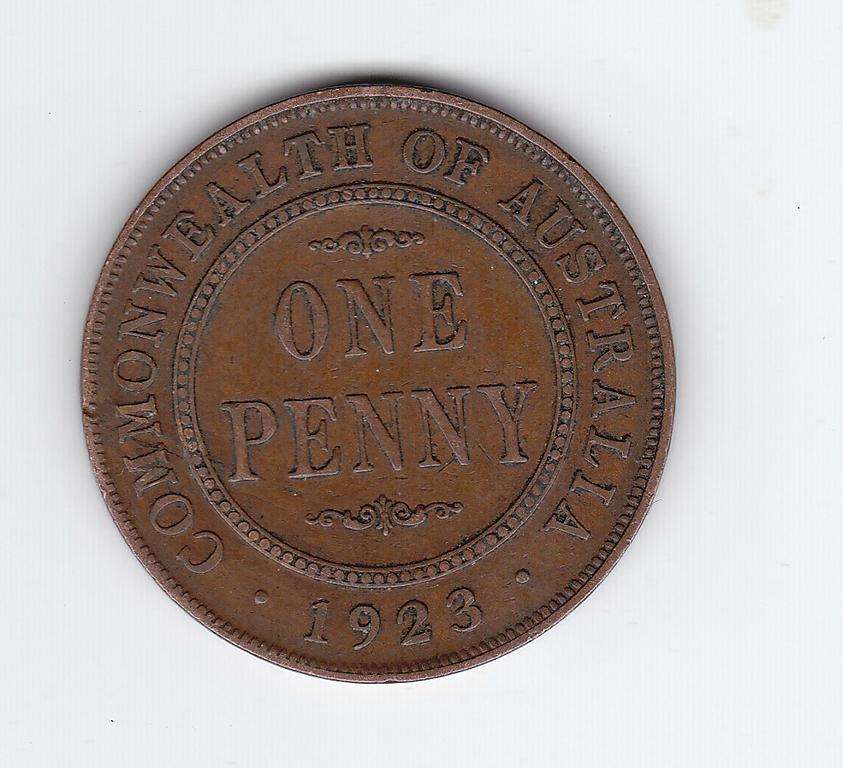 COMMONWEALTH OF AUSTRALIA
ONE
PENNY
· 1923 ·